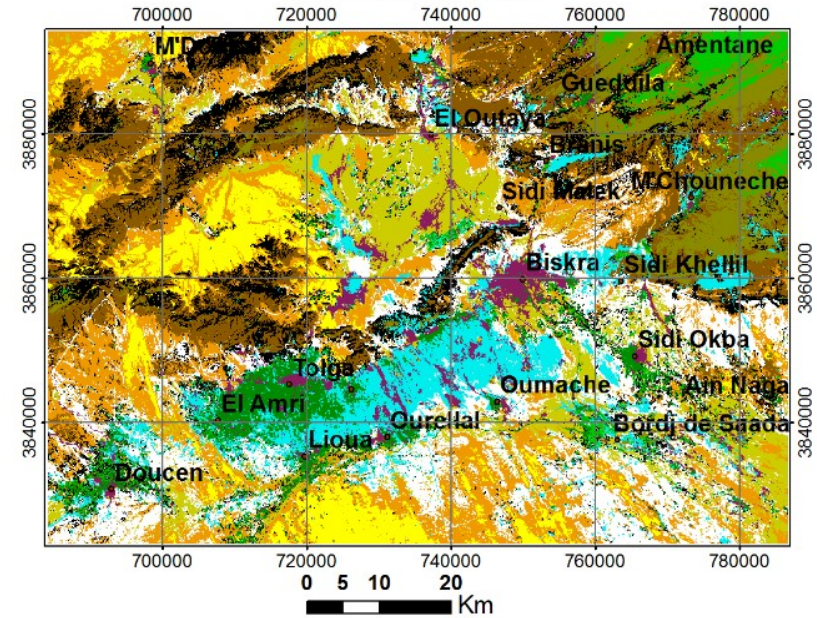 700000 720000 740000 760000 780000
Amentane
Gueddila
El Outaya
Branis
M'Chouneche
Sidi Malek
Biskra
Sidi Khellil
Sidi Okba
Tolga
Oumache
Ain Naga
El Amri
Ourellal
Bordj de Saada
Lioua
Doucen
3880000
3880000
3860000
3860000
3840000
3840000
700000 720000 740000 760000 780000
0 5 10 20
Km